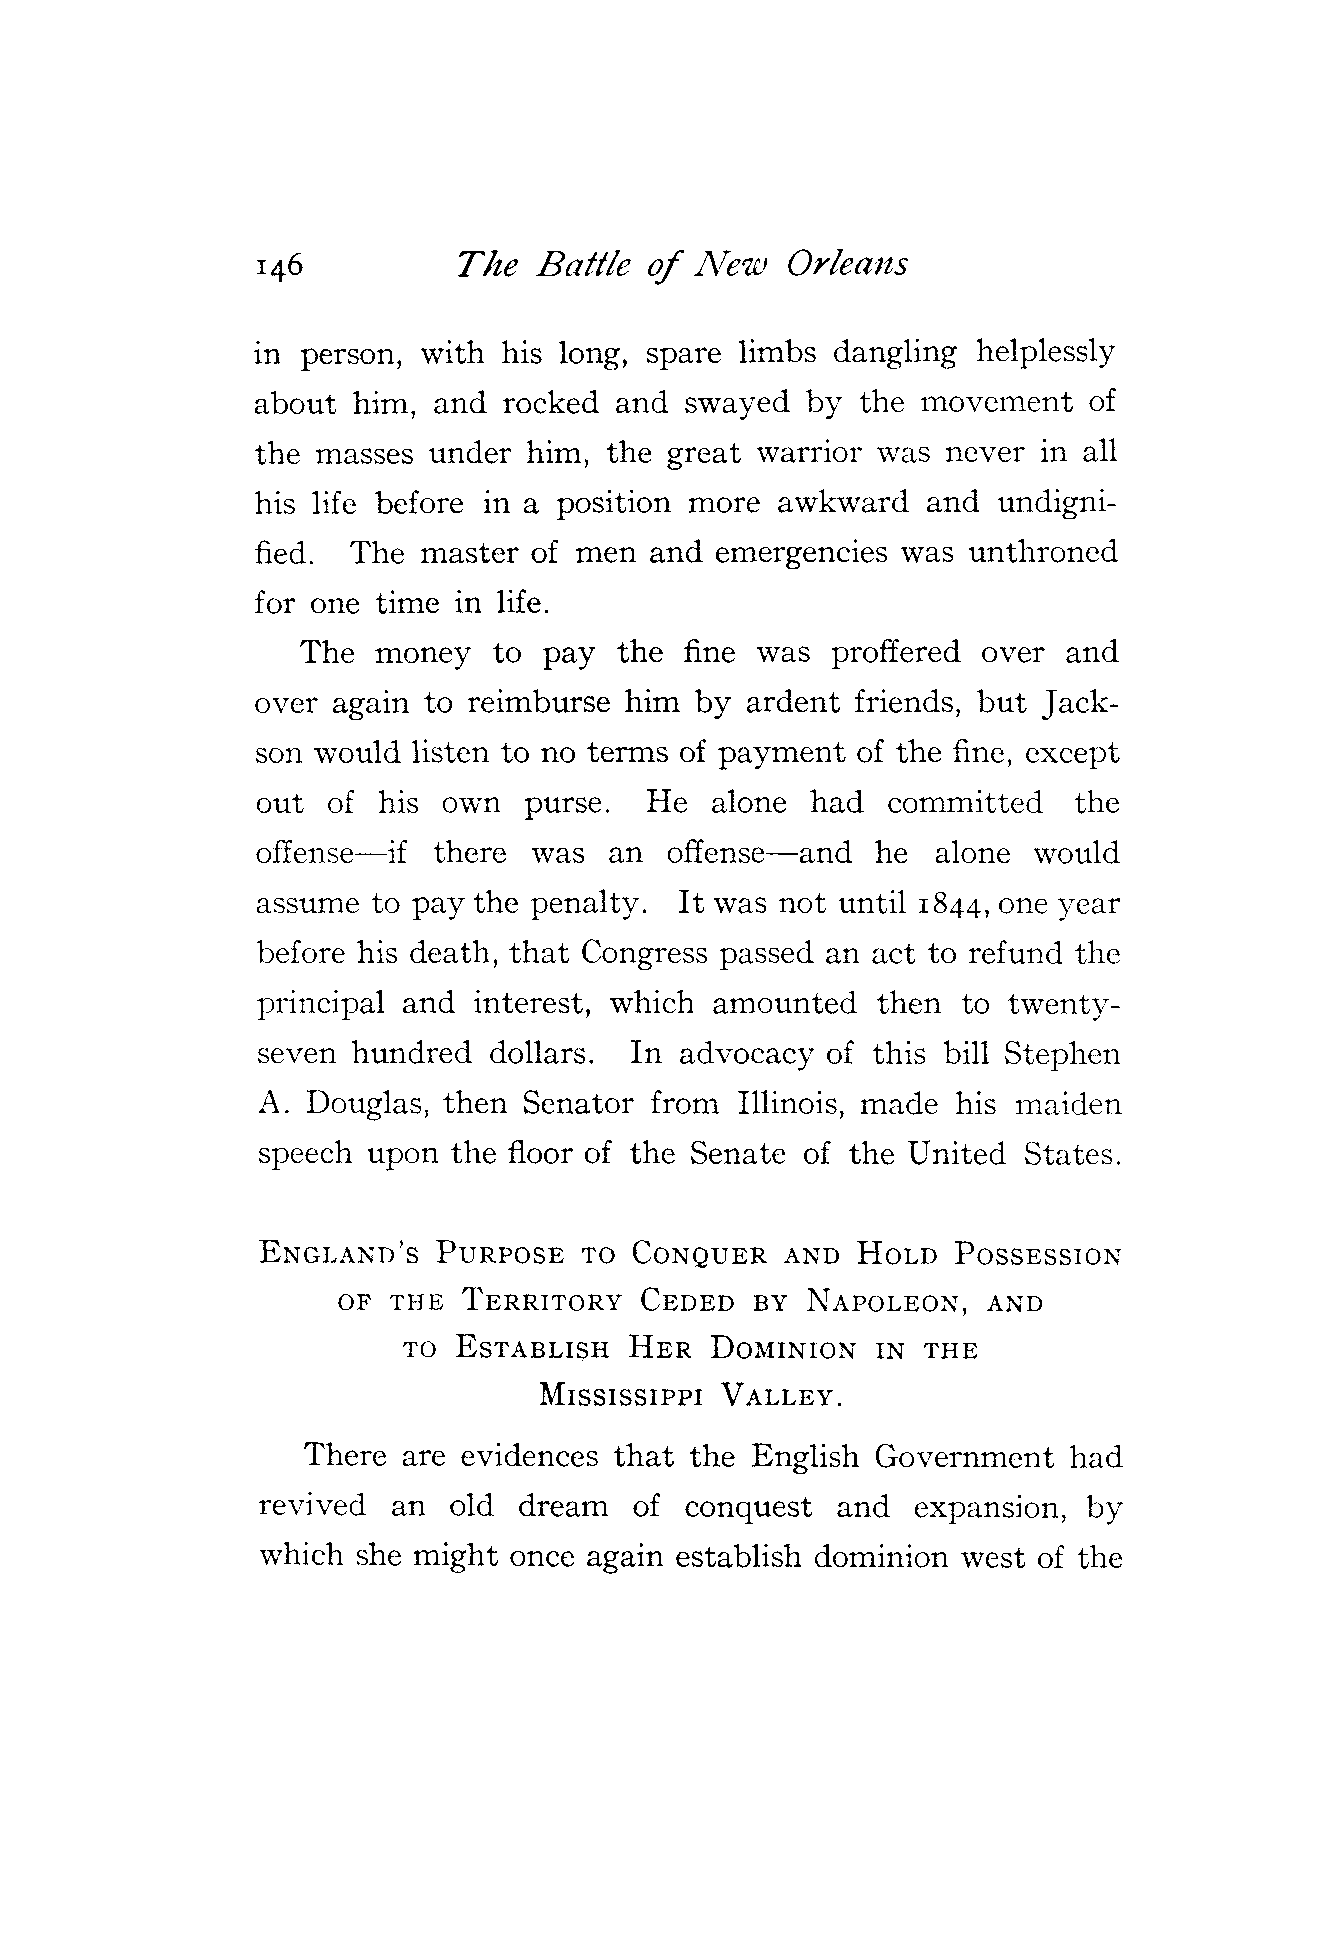 146 The Battle of New Orleans
in person, with his long, spare limbs dangling helplessly
about him, and rocked and swayed by the movement of
the masses under him, the great warrior was never in all
his life before in a position more awkward and undigni-
fied. The master of men and emergencies was unthroned
for one time in life.
The money to pay the fine was proffered over and
over again to reimburse him by ardent friends, but Jack-
son would listen to no terms of payment of the fine, except
out of his own purse. He alone had committed the
offense—if there was an offense—and he alone would
assume to pay the penalty. It was not until 1844, one year
before his death, that Congress passed an act to refund the
principal and interest, which amounted then to twenty-
seven hundred dollars. In advocacy of this bill Stephen
A. Douglas, then Senator from Illinois, made his maiden
speech upon the floor of the Senate of the United States.
England's Purpose to Conquer and Hold Possession
of the Territory Ceded by Napoleon, and
to Establish Her Dominion in the
Mississippi Valley.
There are evidences that the English Government had
revived an old dream of conquest and expansion, by
which she might once again establish dominion west of the